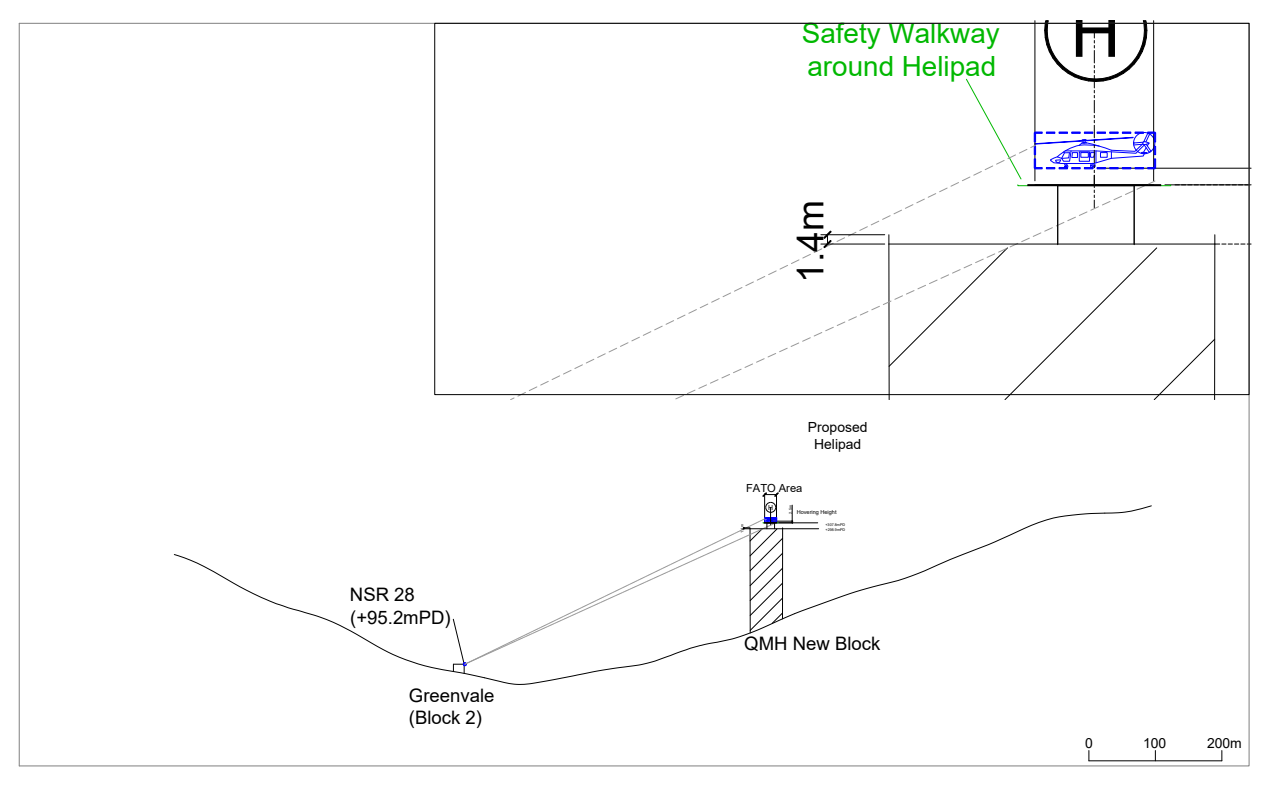 Safety Walkway
around Helipad
H
1.4m
Proposed
Helipad
FATO Area
H
Hovering Height
NSR 28
(+95.2mPD)
QMH New Block
Greenvale
(Block 2)
0 100 200m